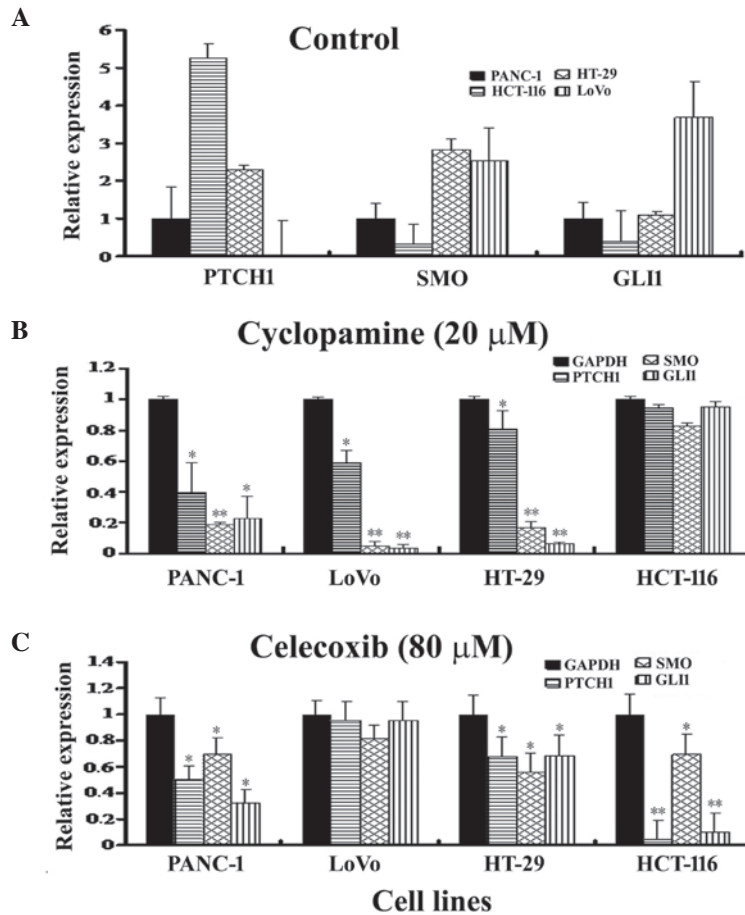 A
Control
Relative expression
6
5
4
3
2
1
0
PANC-1
HT-29
HCT-116
LoVo
PTCH1
SMO
GLI1
B
Cyclopamine (20 μM)
Relative expression
1.2
1
0.8
0.6
0.4
0.2
0
GAPDH
SMO
PTCH1
GLI1
*
**
*
*
**
**
*
**
**
PANC-1
LoVo
HT-29
HCT-116
C
Celecoxib (80 μM)
Relative expression
1.4
1.2
1
0.8
0.6
0.4
0.2
0
GAPDH
SMO
PTCH1
GLI1
*
*
*
*
*
*
**
*
**
PANC-1
LoVo
HT-29
HCT-116
Cell lines